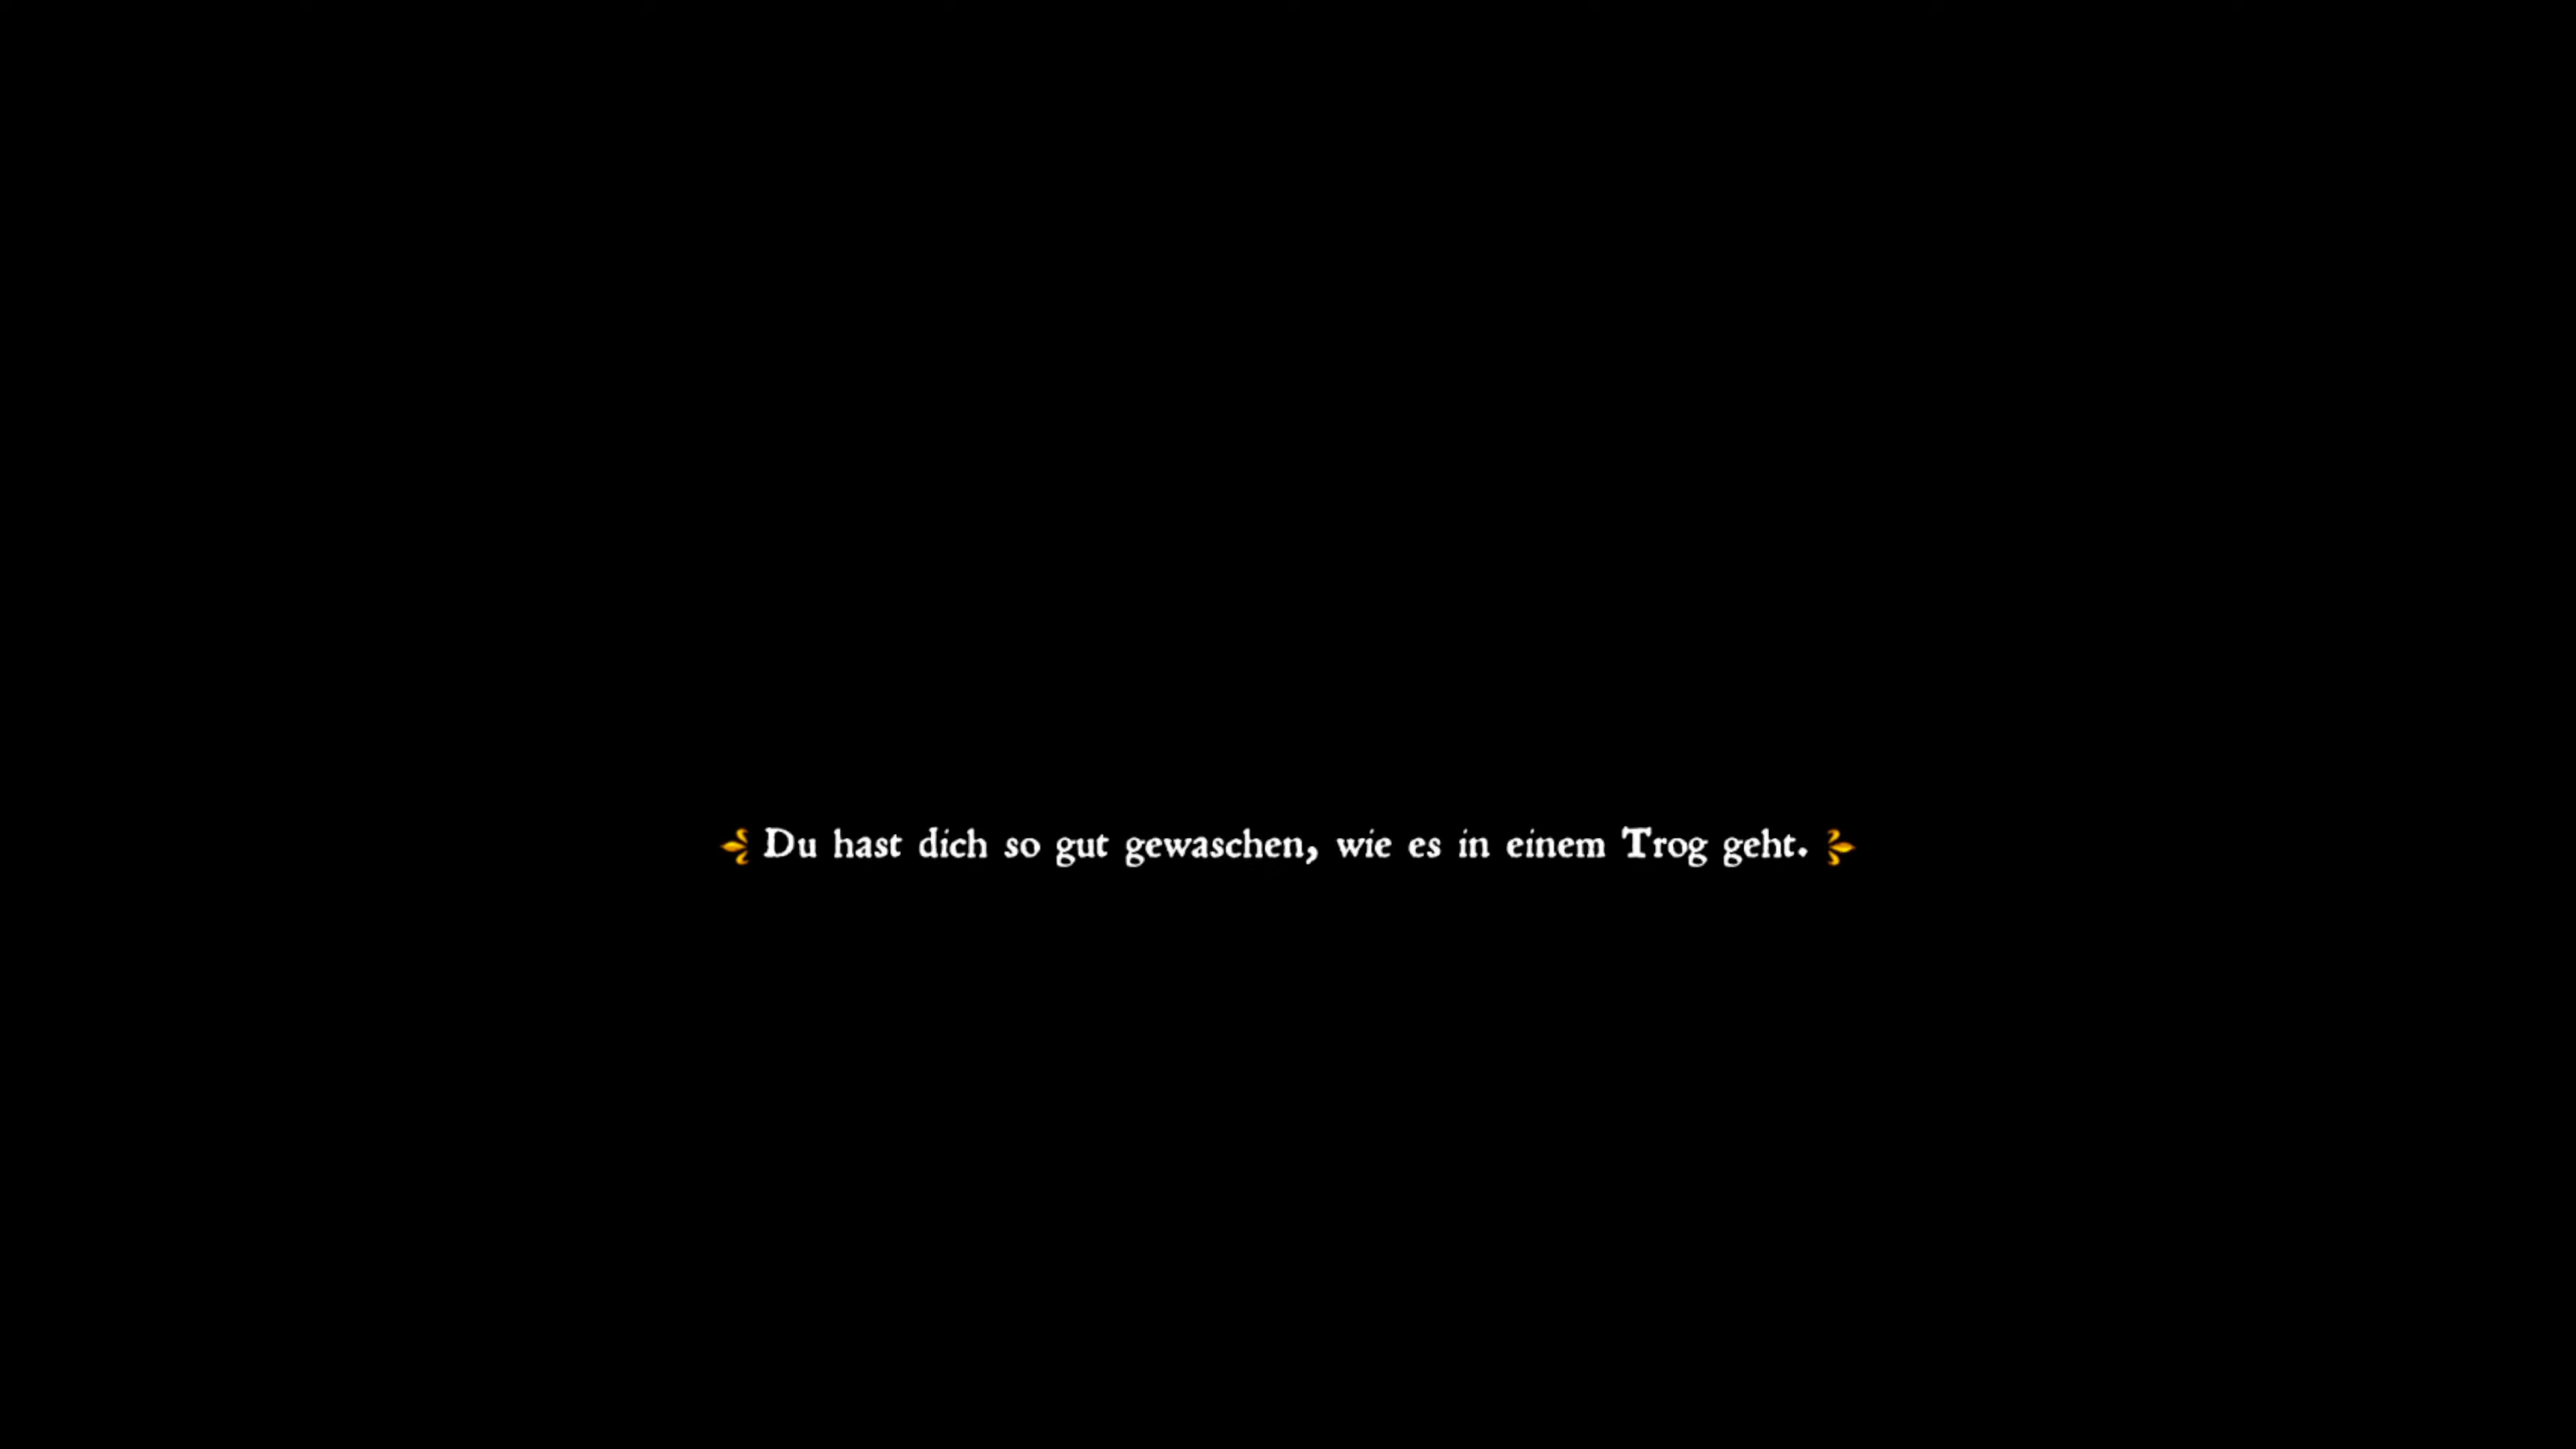 Du hast dich so gut gewaschen, wie es in einem Trog geht.